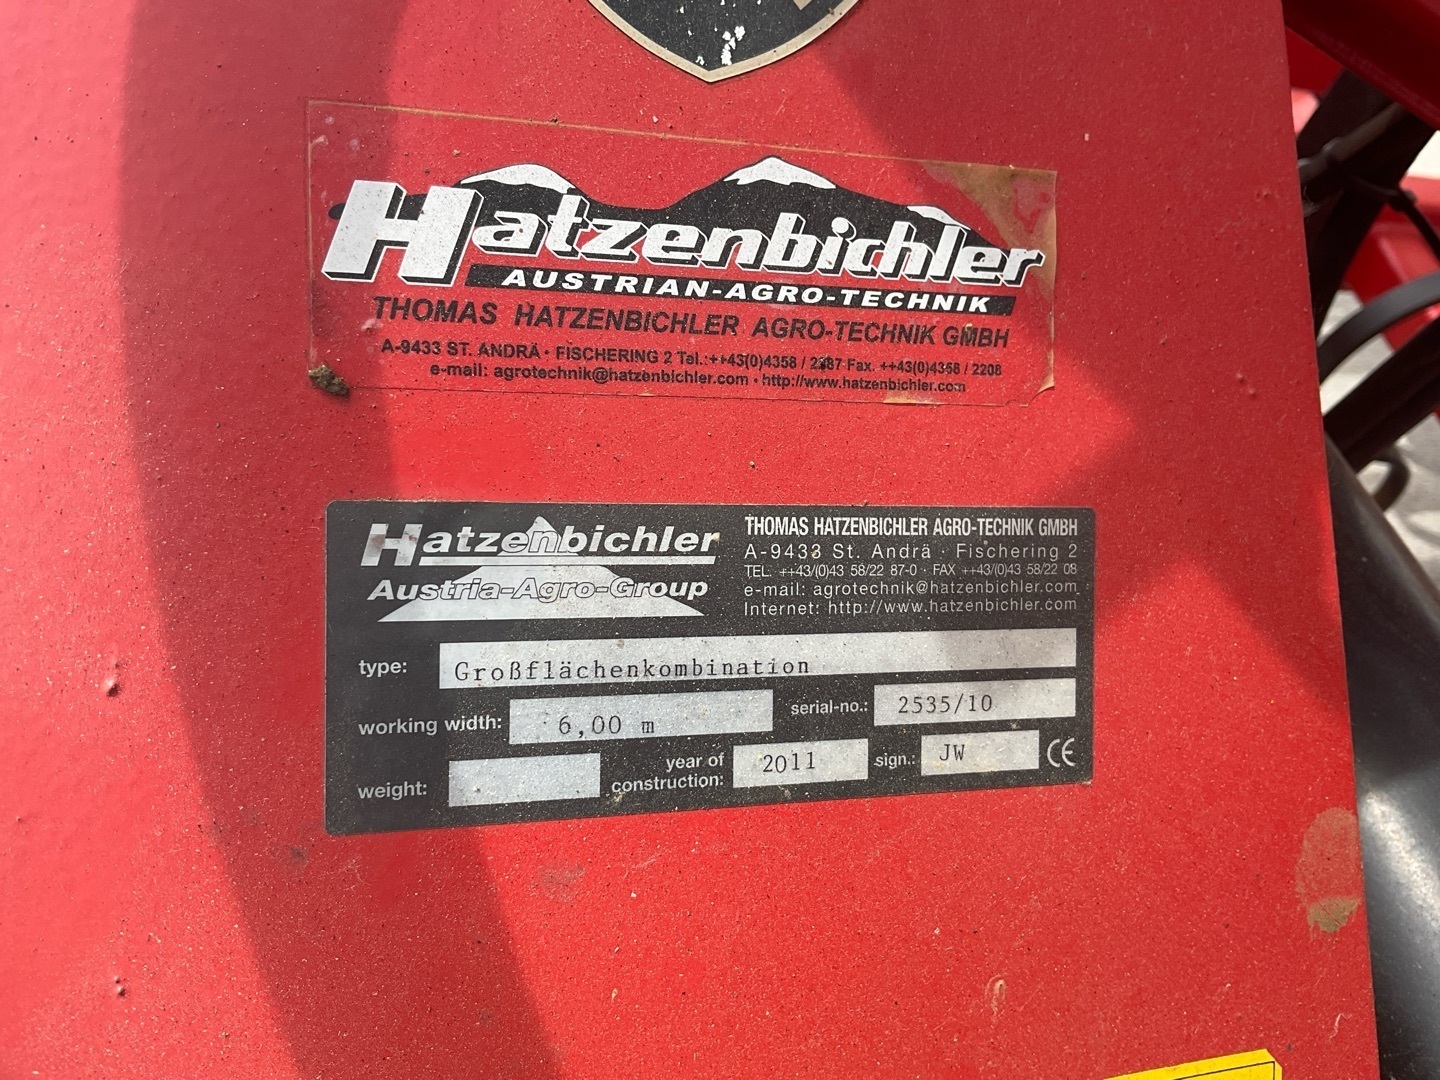 Hatzenbichler
AUSTRIAN-AGRO-TECHNIK
THOMAS HATZENBICHLER AGRO-TECHNIK GMBH
A-9433 ST. ANDRÄ · FISCHERING 2 Tel.:++43(0)4358 / 2287 Fax. ++43(0)4358 / 2208
e-mail: agrotechnik@hatzenbichler.com · http://www.hatzenbichler.com
Hatzenbichler
Austria-Agro-Group
THOMAS HATZENBICHLER AGRO-TECHNIK GMBH
A-9433 St. Andrä · Fischering 2
TEL. ++43/(0)43 58/22 87-0 · FAX ++43/(0)43 58/22 08
e-mail: agrotechnik@hatzenbichler.com
Internet: http://www.hatzenbichler.com
type: Großflächenkombination
working width: 6,00 m serial-no.: 2535/10
weight: year of construction: 2011 sign.: JW CE